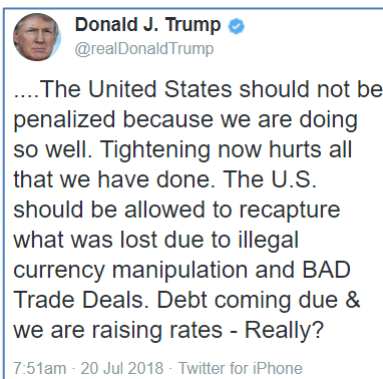 Donald J. Trump
@realDonaldTrump
....The United States should not be
penalized because we are doing
so well. Tightening now hurts all
that we have done. The U.S.
should be allowed to recapture
what was lost due to illegal
currency manipulation and BAD
Trade Deals. Debt coming due &
we are raising rates - Really?
7:51am · 20 Jul 2018 · Twitter for iPhone